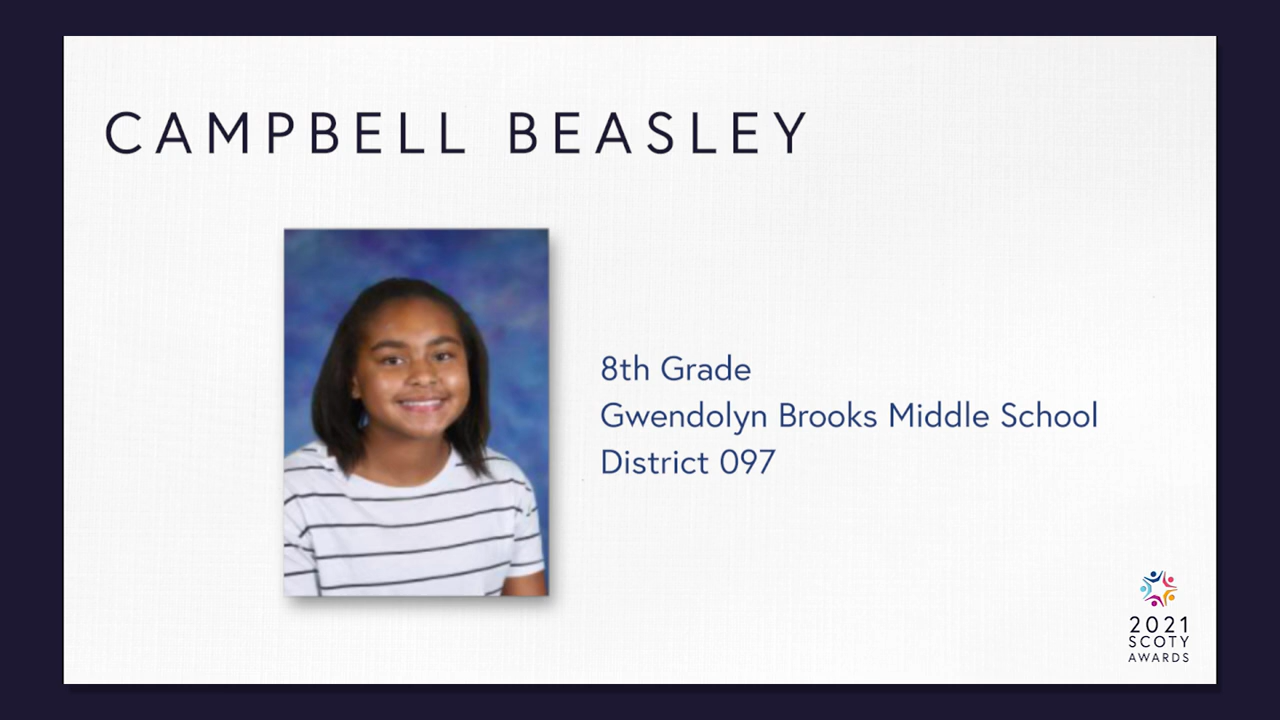 CAMPBELL BEASLEY
8th Grade
Gwendolyn Brooks Middle School
District 097
2021
SCOTY
AWARDS